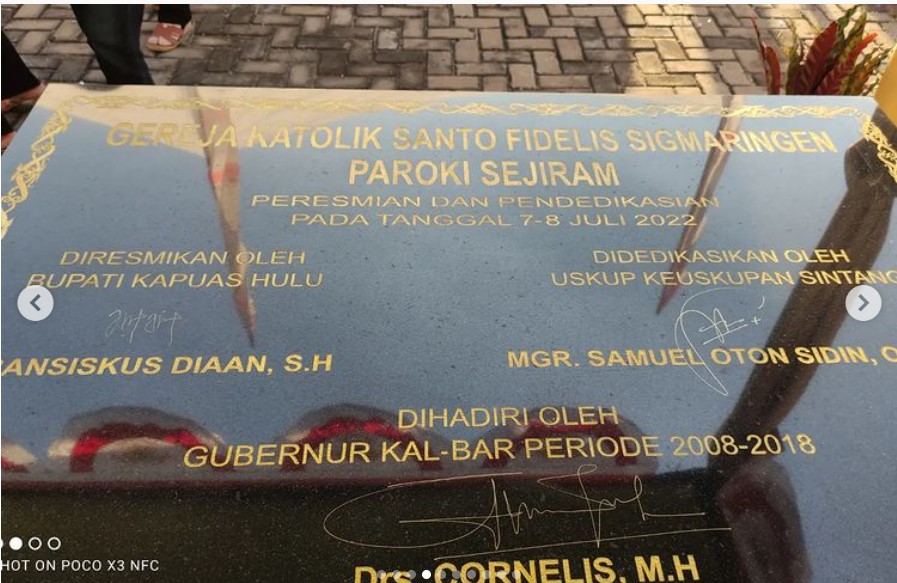 GEREJA KATOLIK SANTO FIDELIS SIGMARINGEN
PAROKI SEJIRAM
PERESMIAN DAN PENDEDIKASIAN
PADA TANGGAL 7-8 JULI 2022
DIRESMIKAN OLEH
BUPATI KAPUAS HULU
ANSISKUS DIAAN, S.H
DIDEDIKASIKAN OLEH
USKUP KEUSKUPAN SINTANG
MGR. SAMUEL OTON SIDIN, O
DIHADIRI OLEH
GUBERNUR KAL-BAR PERIODE 2008-2018
Drs. CORNELIS, M.H
HOT ON POCO X3 NFC